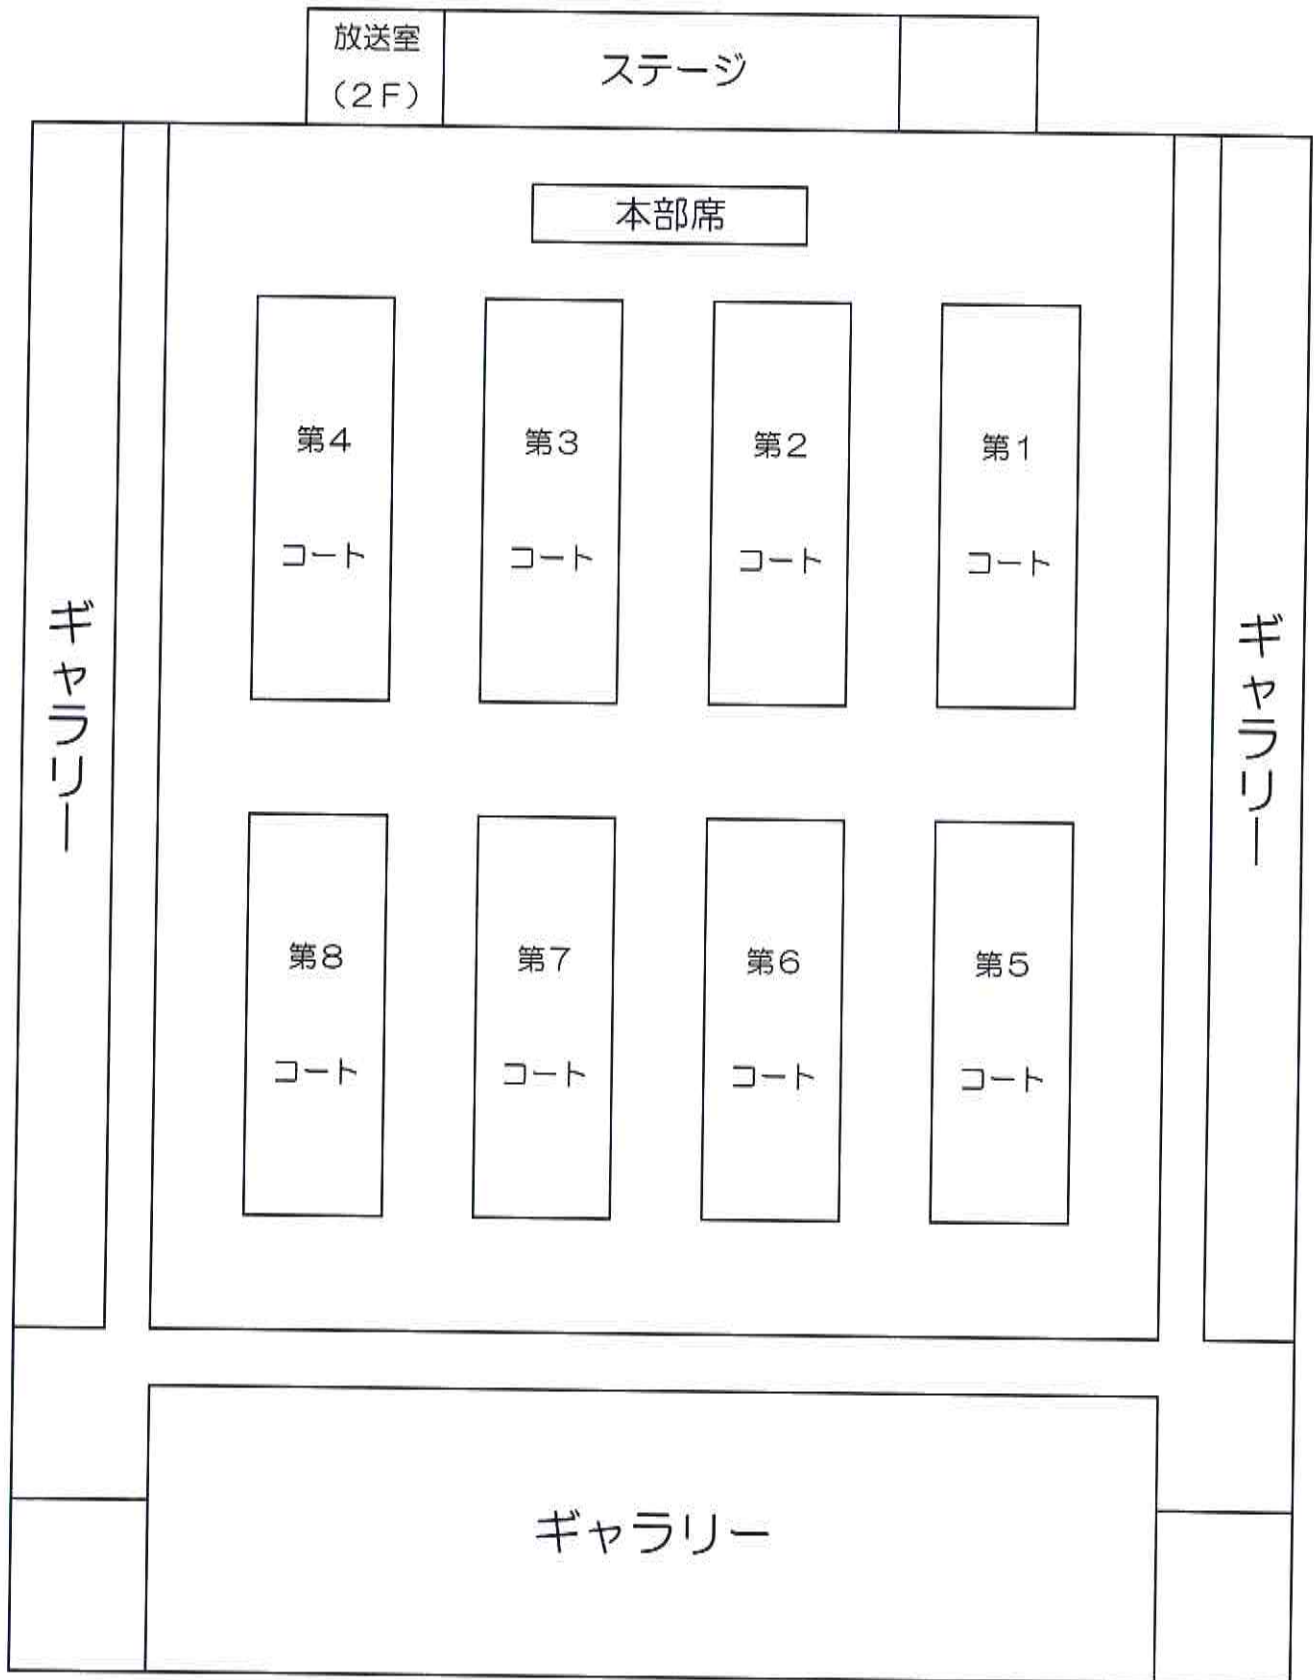 放送室
（２Ｆ）
ステージ
本部席
第４
コート
第３
コート
第２
コート
第１
コート
ギャラリー
ギャラリー
第８
コート
第７
コート
第６
コート
第５
コート
ギャラリー